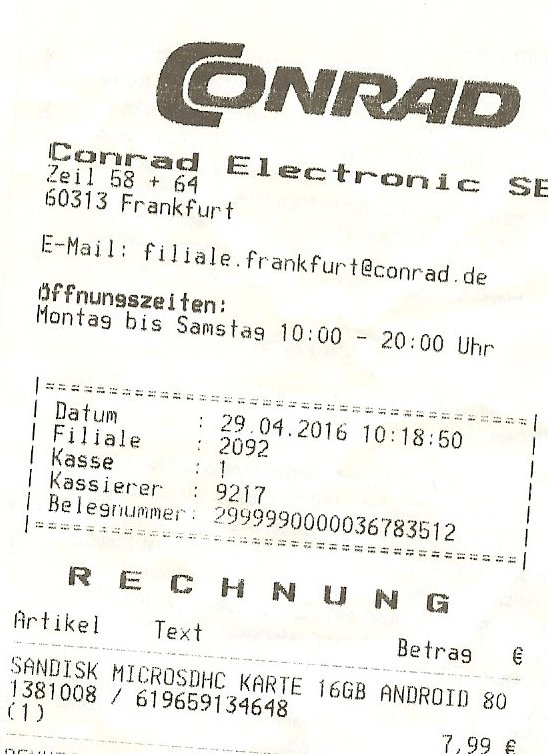 CONRAD
Conrad Electronic SE
Zeil 58 + 64
60313 Frankfurt
E-Mail: filiale.frankfurt@conrad.de
Öffnungszeiten:
Montag bis Samstag 10:00 - 20:00 Uhr
|===================================|
| Datum : 29.04.2016 10:18:50 |
| Filiale : 2092 |
| Kasse : 1 |
| Kassierer : 9217 |
| Belegnummer: 2999990000036783512 |
|===================================|
R E C H N U N G
Artikel Text Betrag €
SANDISK MICROSDHC KARTE 16GB ANDROID 80
1381008 / 619659134648
(1)
7,99 €